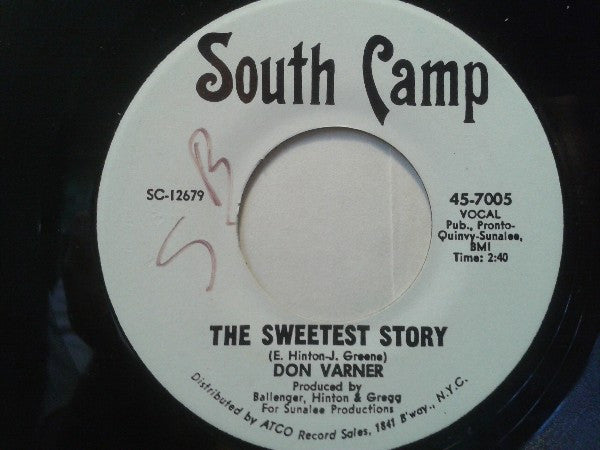 South Camp
SC-12679
S B
45-7005
VOCAL
Pub., Pronto-
Quinvy-Sunalee,
BMI
Time: 2:40
THE SWEETEST STORY
(E. Hinton-J. Greene)
DON VARNER
Produced by
Ballenger, Hinton & Gregg
For Sunalee Productions
Distributed by ATCO Record Sales, 1841 B'way., N.Y.C.